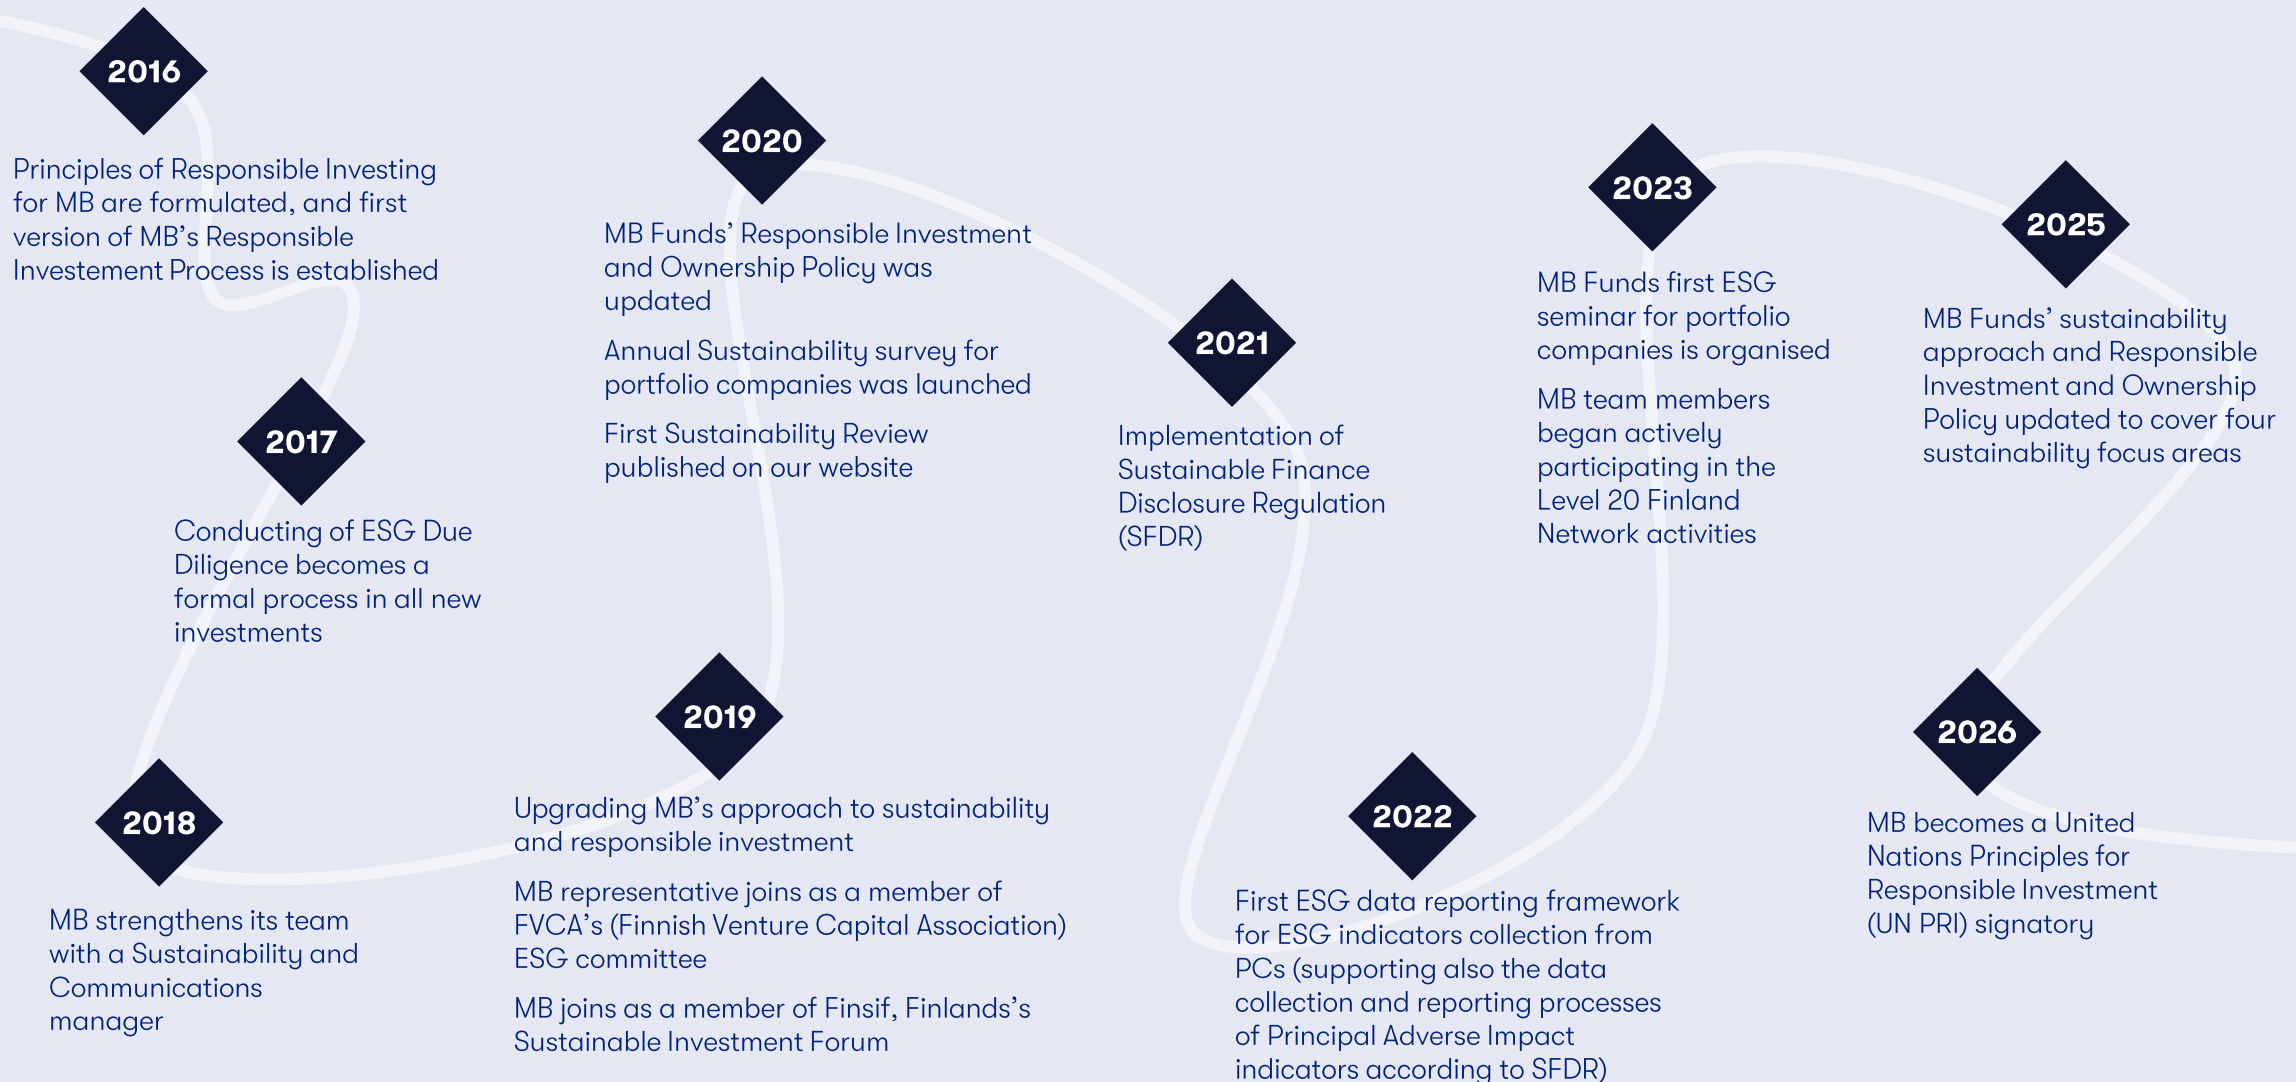 2016
Principles of Responsible Investing
for MB are formulated, and first
version of MB’s Responsible
Investement Process is established
2017
Conducting of ESG Due
Diligence becomes a
formal process in all new
investments
2018
MB strengthens its team
with a Sustainability and
Communications
manager
2019
Upgrading MB’s approach to sustainability
and responsible investment
MB representative joins as a member of
FVCA’s (Finnish Venture Capital Association)
ESG committee
MB joins as a member of Finsif, Finlands’s
Sustainable Investment Forum
2020
MB Funds’ Responsible Investment
and Ownership Policy was
updated
Annual Sustainability survey for
portfolio companies was launched
First Sustainability Review
published on our website
2021
Implementation of
Sustainable Finance
Disclosure Regulation
(SFDR)
2022
First ESG data reporting framework
for ESG indicators collection from
PCs (supporting also the data
collection and reporting processes
of Principal Adverse Impact
indicators according to SFDR)
2023
MB Funds first ESG
seminar for portfolio
companies is organised
MB team members
began actively
participating in the
Level 20 Finland
Network activities
2025
MB Funds’ sustainability
approach and Responsible
Investment and Ownership
Policy updated to cover four
sustainability focus areas
2026
MB becomes a United
Nations Principles for
Responsible Investment
(UN PRI) signatory